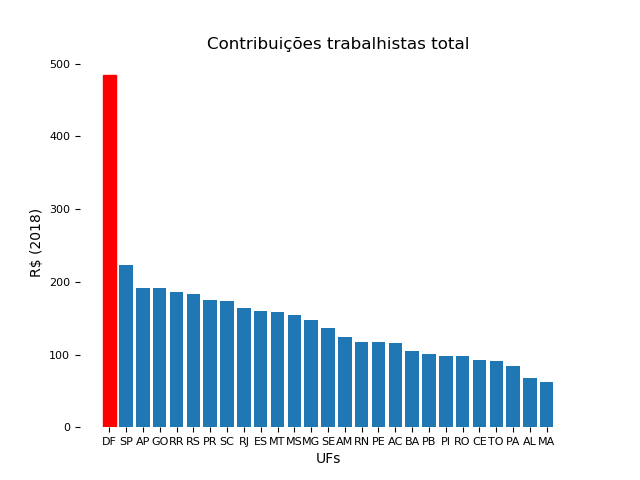 Contribuições trabalhistas total
500
400
300
200
100
0
R$ (2018)
DF SP AP GO RR RS PR SC RJ ES MT MS MG SE AM RN PE AC BA PB PI RO CE TO PA AL MA
UFs